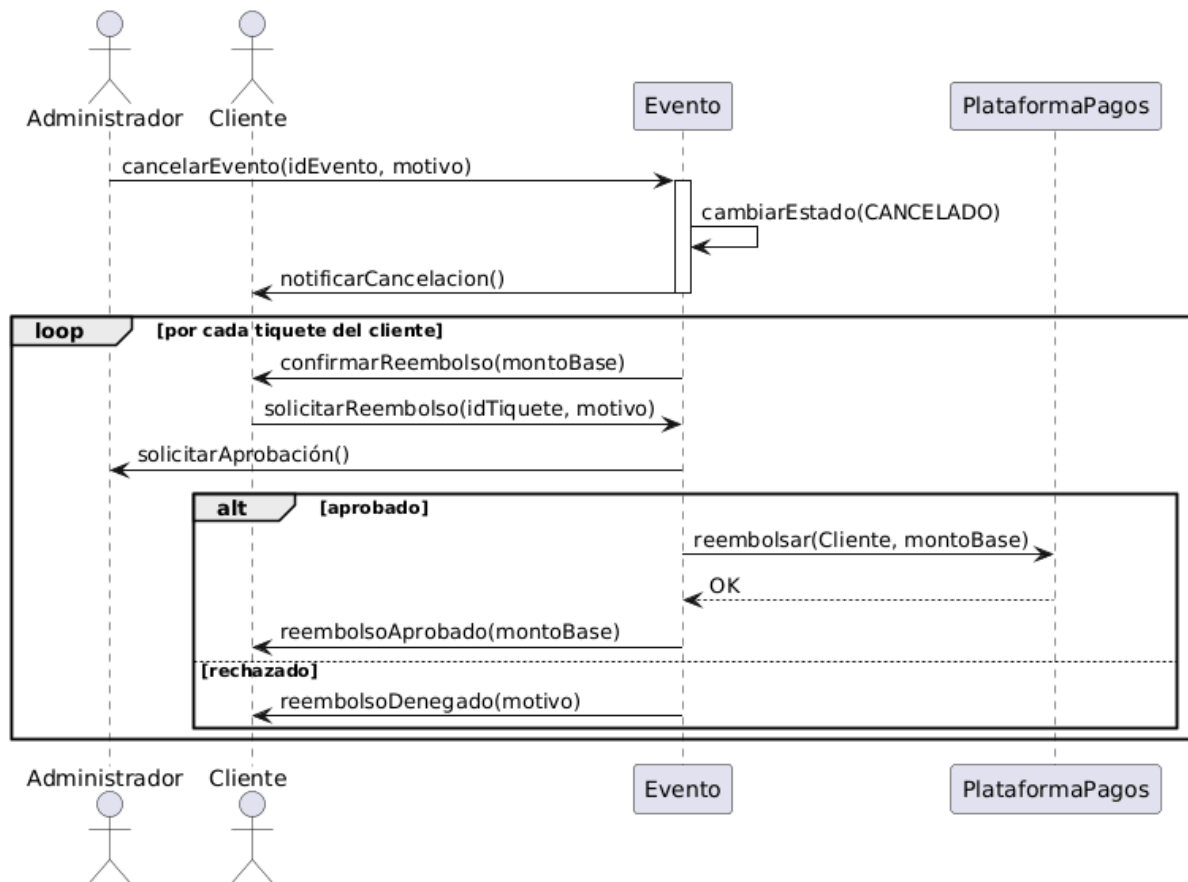 Administrador
Cliente
Evento
PlataformaPagos
cancelarEvento(idEvento, motivo)
cambiarEstado(CANCELADO)
notificarCancelacion()
loop [por cada tiquete del cliente]
confirmarReembolso(montoBase)
solicitarReembolso(idTiquete, motivo)
solicitarAprobación()
alt [aprobado]
reembolsar(Cliente, montoBase)
OK
reembolsoAprobado(montoBase)
[rechazado]
reembolsoDenegado(motivo)
Administrador
Cliente
Evento
PlataformaPagos